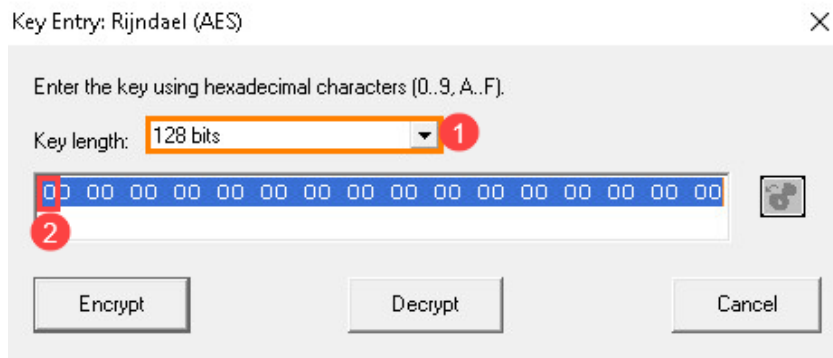 Key Entry: Rijndael (AES)
Enter the key using hexadecimal characters (0..9, A..F).
Key length: 128 bits 1
00 00 00 00 00 00 00 00 00 00 00 00 00 00 00 00
2
Encrypt Decrypt Cancel